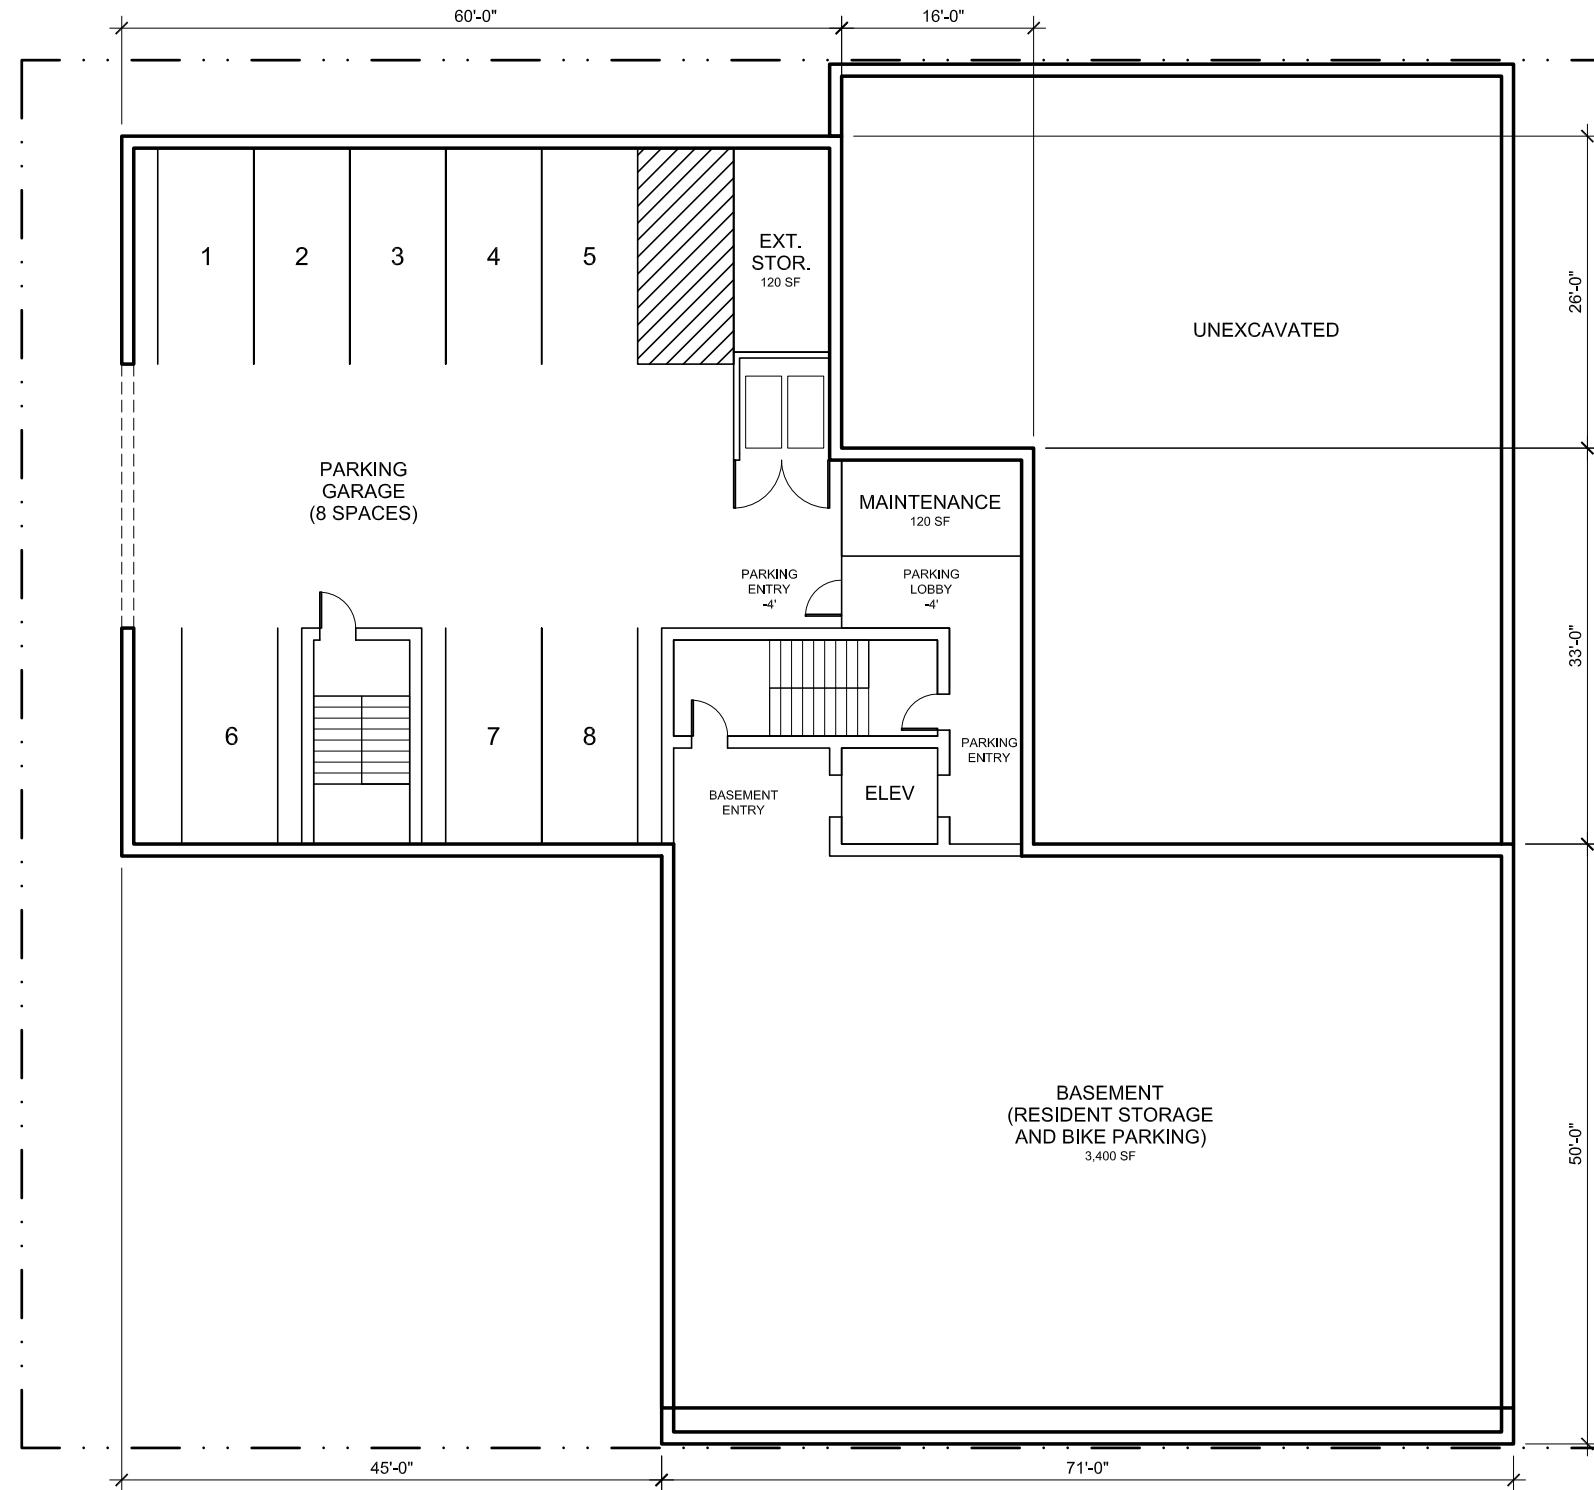 60'-0"
16'-0"
1
2
3
4
5
EXT.
STOR.
120 SF
26'-0"
UNEXCAVATED
PARKING
GARAGE
(8 SPACES)
MAINTENANCE
120 SF
PARKING
ENTRY
-4'
PARKING
LOBBY
-4'
33'-0"
6
7
8
PARKING
ENTRY
BASEMENT
ENTRY
ELEV
BASEMENT
(RESIDENT STORAGE
AND BIKE PARKING)
3,400 SF
50'-0"
45'-0"
71'-0"